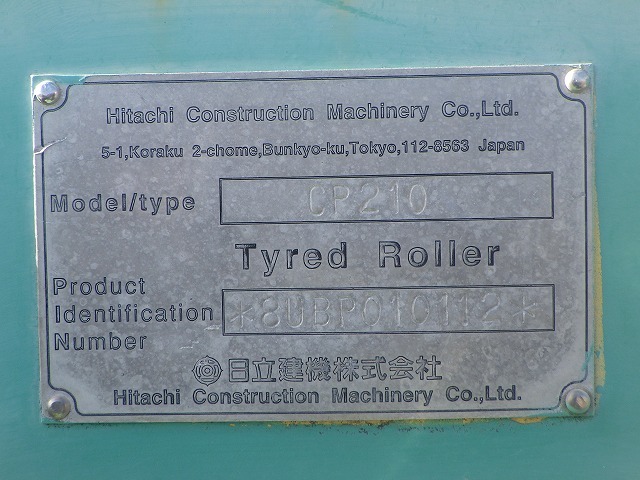 Hitachi Construction Machinery Co.,Ltd.
5-1,Koraku 2-chome,Bunkyo-ku,Tokyo,112-8563 Japan
Model/type CP210
Tyred Roller
Product
Identification *8UBP010112*
Number
日立建機株式会社
Hitachi Construction Machinery Co.,Ltd.